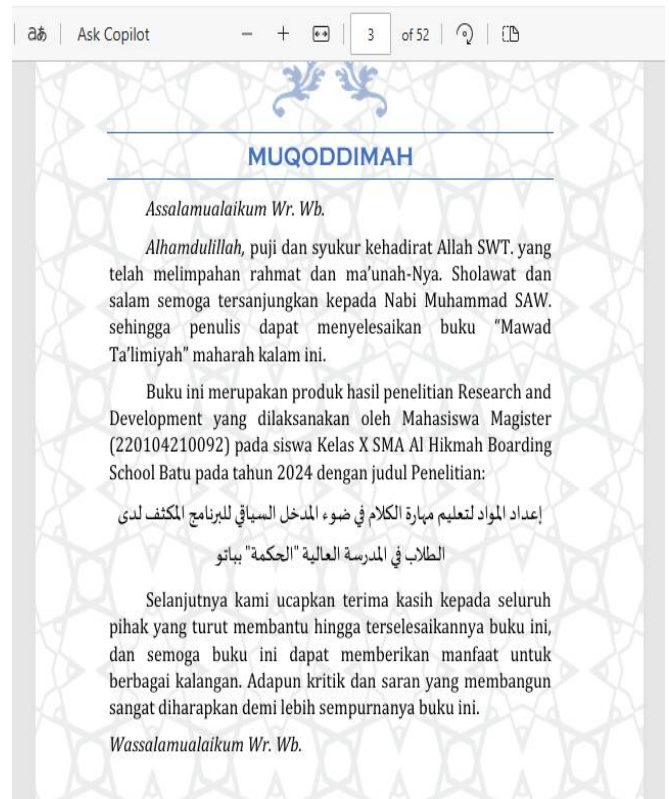 aあ Ask Copilot 3 of 52
MUQODDIMAH
Assalamualaikum Wr. Wb.
Alhamdulillah, puji dan syukur kehadirat Allah SWT. yang
telah melimpahan rahmat dan ma'unah-Nya. Sholawat dan
salam semoga tersanjungkan kepada Nabi Muhammad SAW.
sehingga penulis dapat menyelesaikan buku “Mawad
Ta'limiyah” maharah kalam ini.
Buku ini merupakan produk hasil penelitian Research and
Development yang dilaksanakan oleh Mahasiswa Magister
(220104210092) pada siswa Kelas X SMA Al Hikmah Boarding
School Batu pada tahun 2024 dengan judul Penelitian:
إعداد المواد لتعليم مهارة الكلام في ضوء المدخل السياقي للبرنامج المكثف لدى
الطلاب في المدرسة العالية "الحكمة" بباتو
Selanjutnya kami ucapkan terima kasih kepada seluruh
pihak yang turut membantu hingga terselesaikannya buku ini,
dan semoga buku ini dapat memberikan manfaat untuk
berbagai kalangan. Adapun kritik dan saran yang membangun
sangat diharapkan demi lebih sempurnanya buku ini.
Wassalamualaikum Wr. Wb.